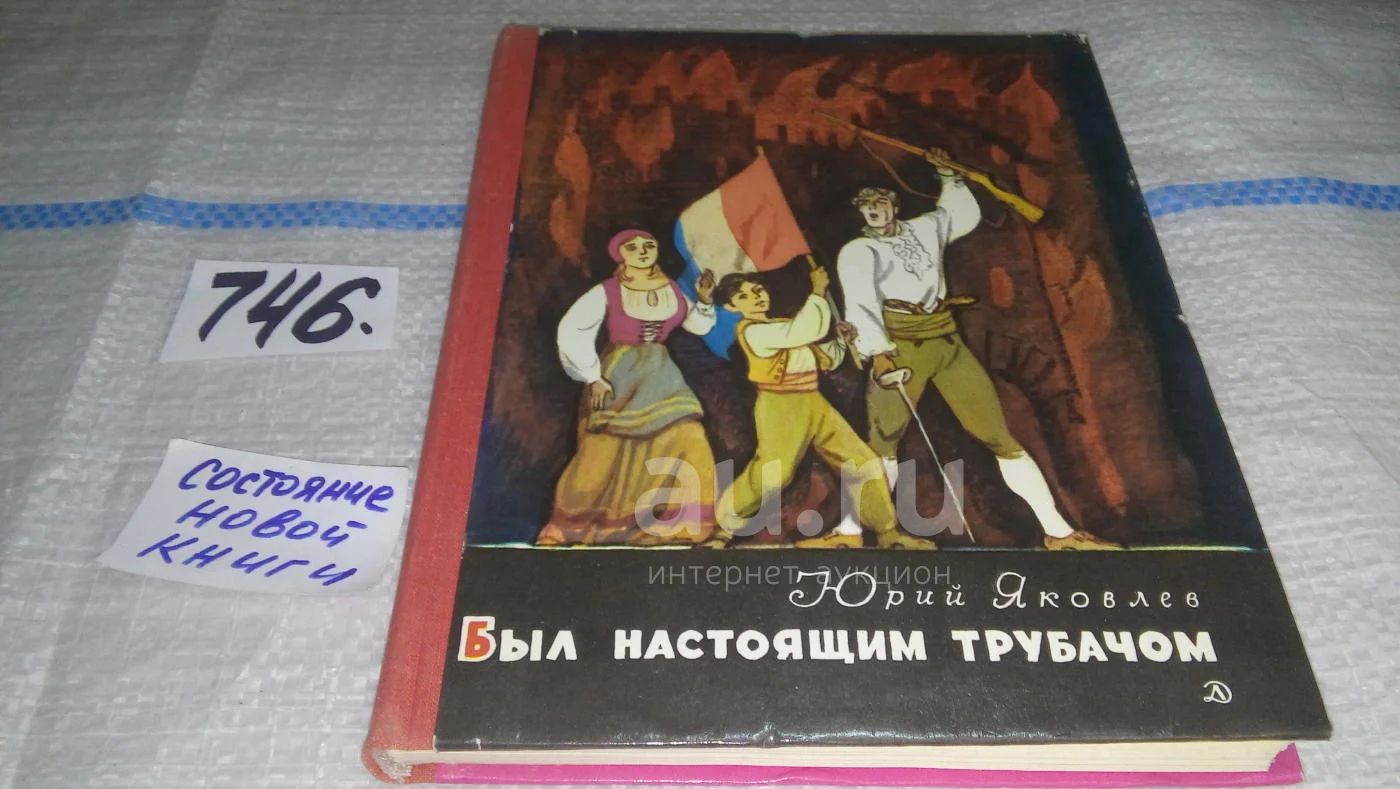 746.
состояние
новой
книги
au.ru
интернет аукцион
Юрий Яковлев
Был настоящим трубачом
Д